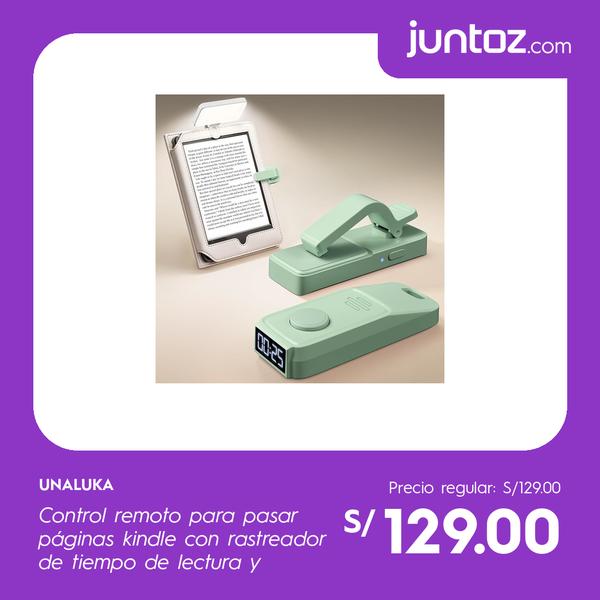 juntoz.com
00:25
UNALUKA
Control remoto para pasar
páginas kindle con rastreador
de tiempo de lectura y
Precio regular: S/129.00
S/ 129.00